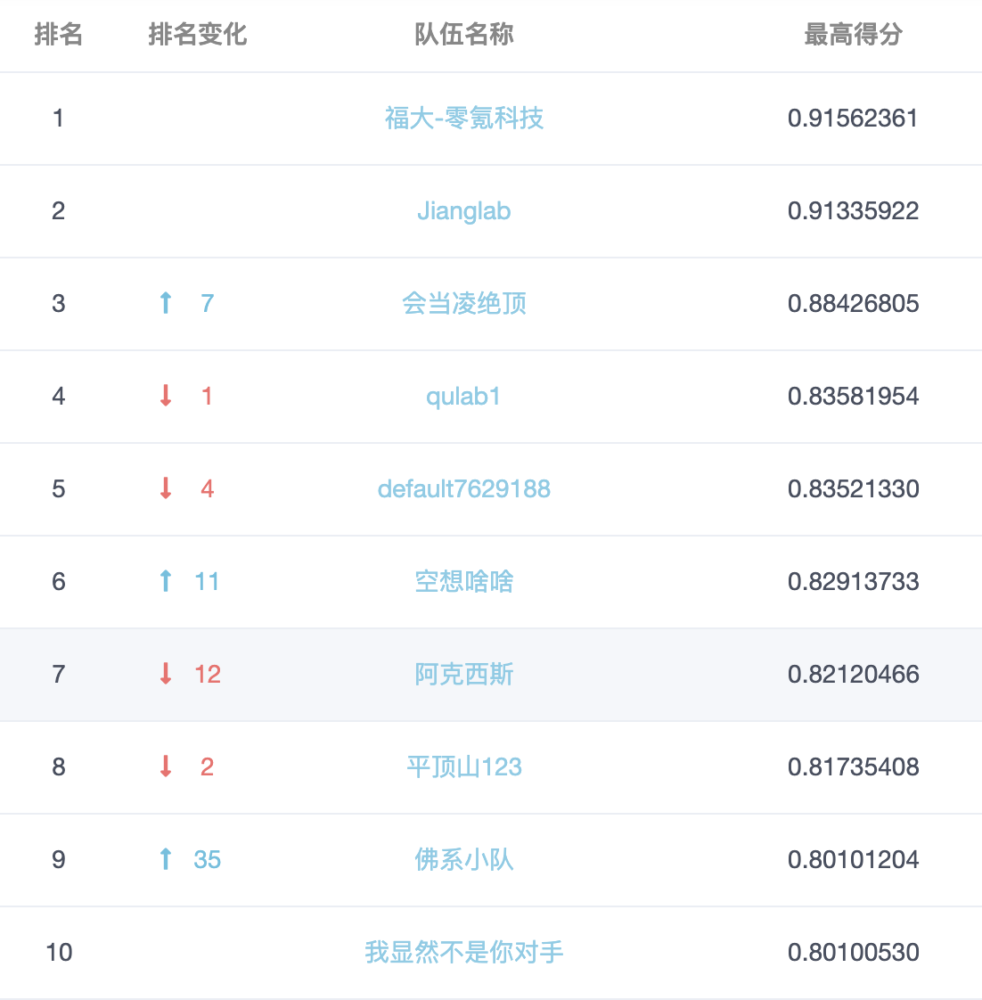 排名 排名变化 队伍名称 最高得分
1 福大-零氪科技 0.91562361
2 Jianglab 0.91335922
3 ↑ 7 会当凌绝顶 0.88426805
4 ↓ 1 qulab1 0.83581954
5 ↓ 4 default7629188 0.83521330
6 ↑ 11 空想啥啥 0.82913733
7 ↓ 12 阿克西斯 0.82120466
8 ↓ 2 平顶山123 0.81735408
9 ↑ 35 佛系小队 0.80101204
10 我显然不是你对手 0.80100530